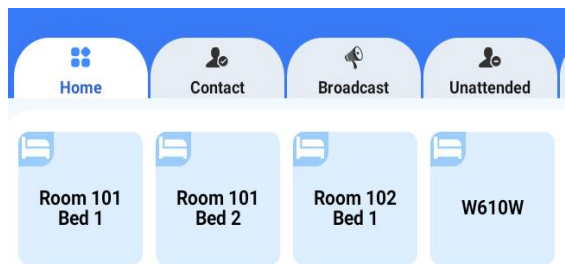 Home Contact Broadcast Unattended
Room 101 Room 101 Room 102 W610W
Bed 1 Bed 2 Bed 1